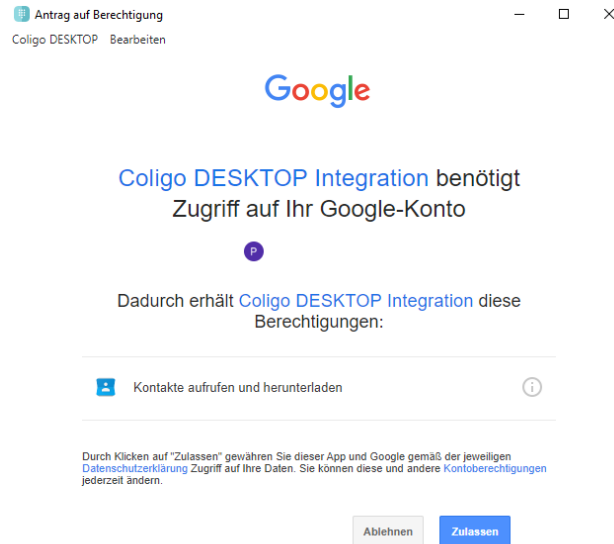 Antrag auf Berechtigung
Coligo DESKTOP Bearbeiten
Google
Coligo DESKTOP Integration benötigt
Zugriff auf Ihr Google-Konto
P
Dadurch erhält Coligo DESKTOP Integration diese
Berechtigungen:
Kontakte aufrufen und herunterladen
Durch Klicken auf "Zulassen" gewähren Sie dieser App und Google gemäß der jeweiligen
Datenschutzerklärung Zugriff auf Ihre Daten. Sie können diese und andere Kontoberechtigungen
jederzeit ändern.
Ablehnen Zulassen